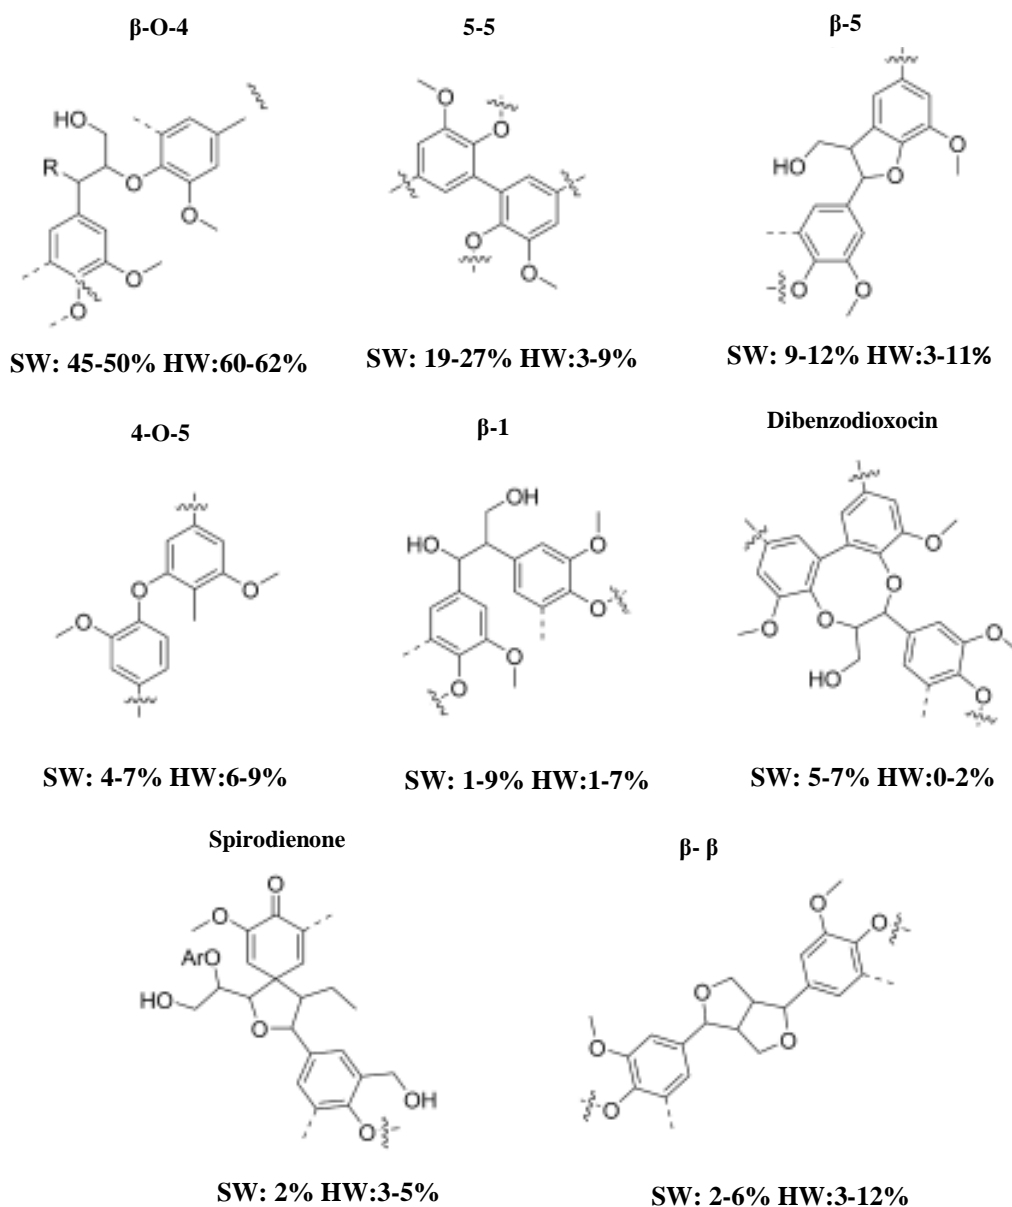 β-O-4
5-5
β-5
HO
R
O
O
O
O
O
O
O
O
O
HO
O
O
O
O
SW: 45-50% HW:60-62%
SW: 19-27% HW:3-9%
SW: 9-12% HW:3-11%
4-O-5
β-1
Dibenzodioxocin
O
O
O
OH
HO
O
O
O
O
O
O
O
O
O
O
HO
SW: 4-7% HW:6-9%
SW: 1-9% HW:1-7%
SW: 5-7% HW:0-2%
Spirodienone
β- β
O
O
ArO
HO
O
OH
O
O
O
O
O
O
O
SW: 2% HW:3-5%
SW: 2-6% HW:3-12%